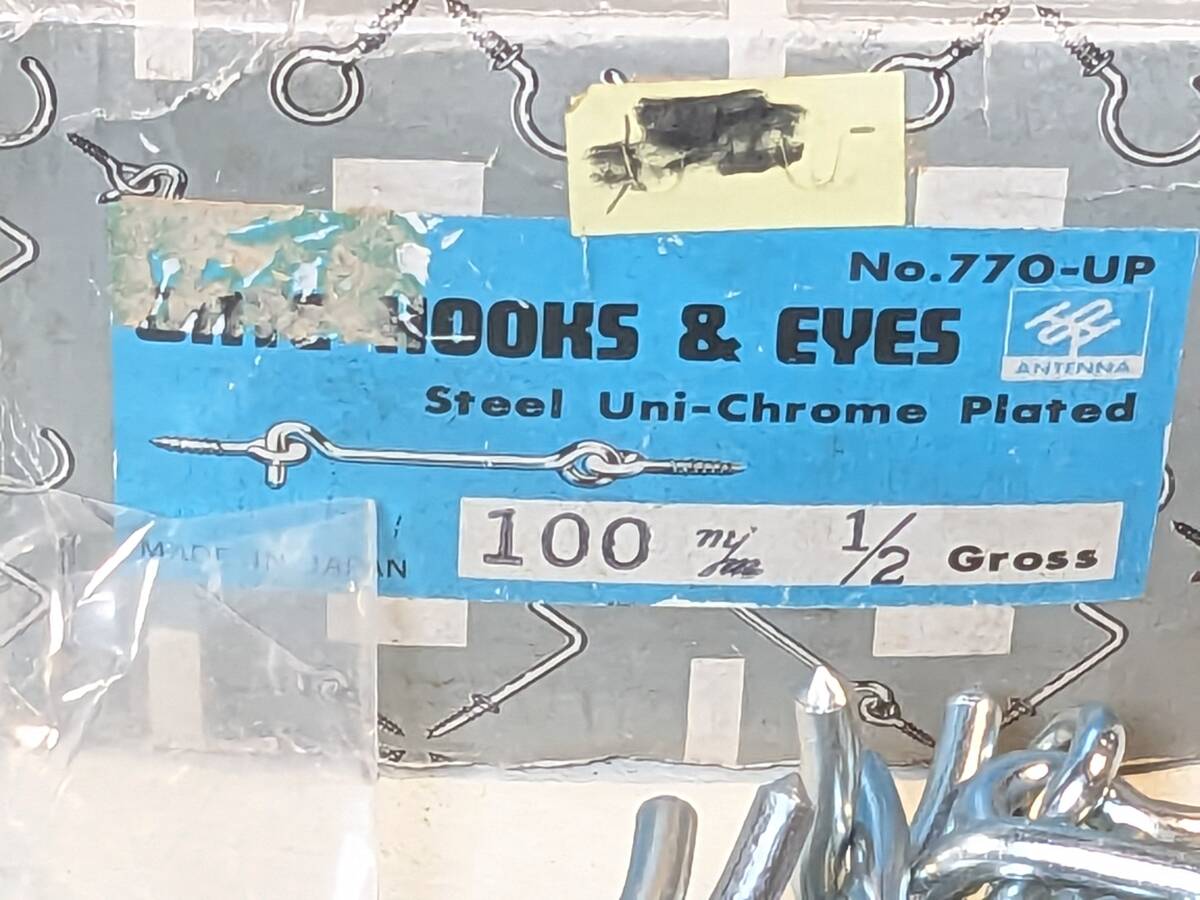 No.770-UP
HOOKS & EYES
ANTENNA
Steel Uni-Chrome Plated
MADE IN JAPAN
100 m/m 1/2 Gross